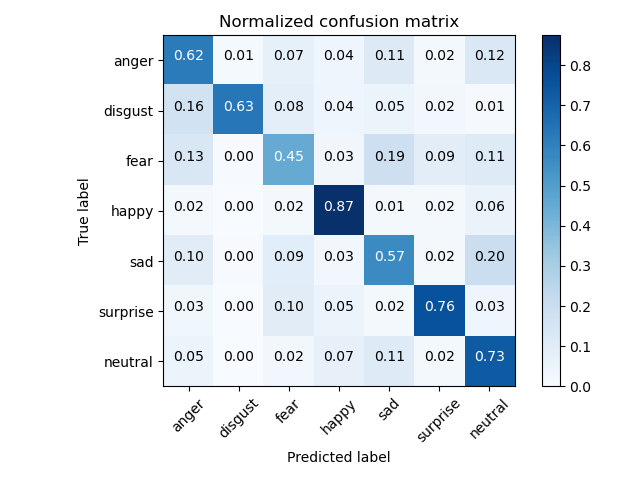 Normalized confusion matrix
True label
anger 0.62 0.01 0.07 0.04 0.11 0.02 0.12
disgust 0.16 0.63 0.08 0.04 0.05 0.02 0.01
fear 0.13 0.00 0.45 0.03 0.19 0.09 0.11
happy 0.02 0.00 0.02 0.87 0.01 0.02 0.06
sad 0.10 0.00 0.09 0.03 0.57 0.02 0.20
surprise 0.03 0.00 0.10 0.05 0.02 0.76 0.03
neutral 0.05 0.00 0.02 0.07 0.11 0.02 0.73
anger disgust fear happy sad surprise neutral
Predicted label
0.8
0.7
0.6
0.5
0.4
0.3
0.2
0.1
0.0